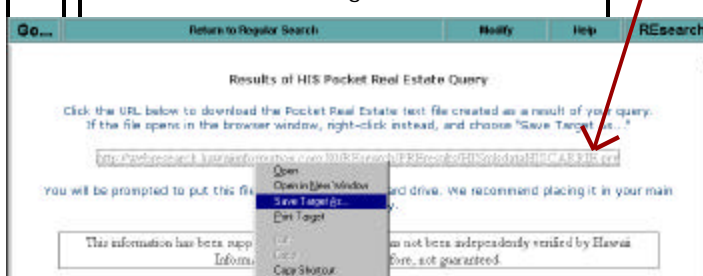 Go... Return to Regular Search Modify Help REsearch
Results of HIS Pocket Real Estate Query
Click the URL below to download the Pocket Real Estate text file created as a result of your query.
If the file opens in the browser window, right-click instead, and choose "Save Target As..."
Open
Open in New Window
You will be prompted to put this file ard drive. We recommend placing it in your main
Save Target As...
Print Target
This information has been supp as not been independently verified by Hawaii
Copy Shortcut
Inform fore, not guaranteed.